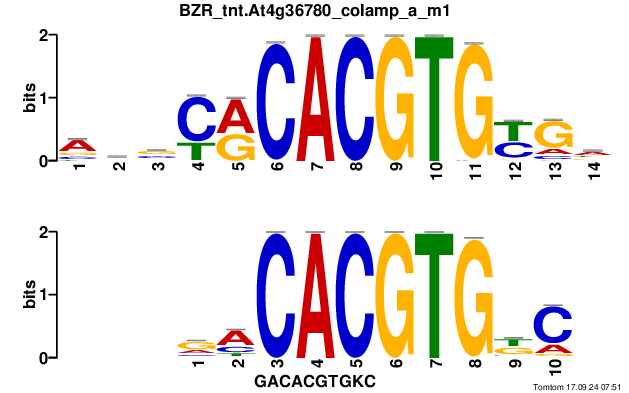 BZR_tnt.At4g36780_colamp_a_m1
2
1
0
bits
CACGTG
1 2 3 4 5 6 7 8 9 10 11 12 13 14
2
1
0
bits
CACGTG
1 2 3 4 5 6 7 8 9 10
GACACGTGKC
Tomtom 17.09.24 07:51